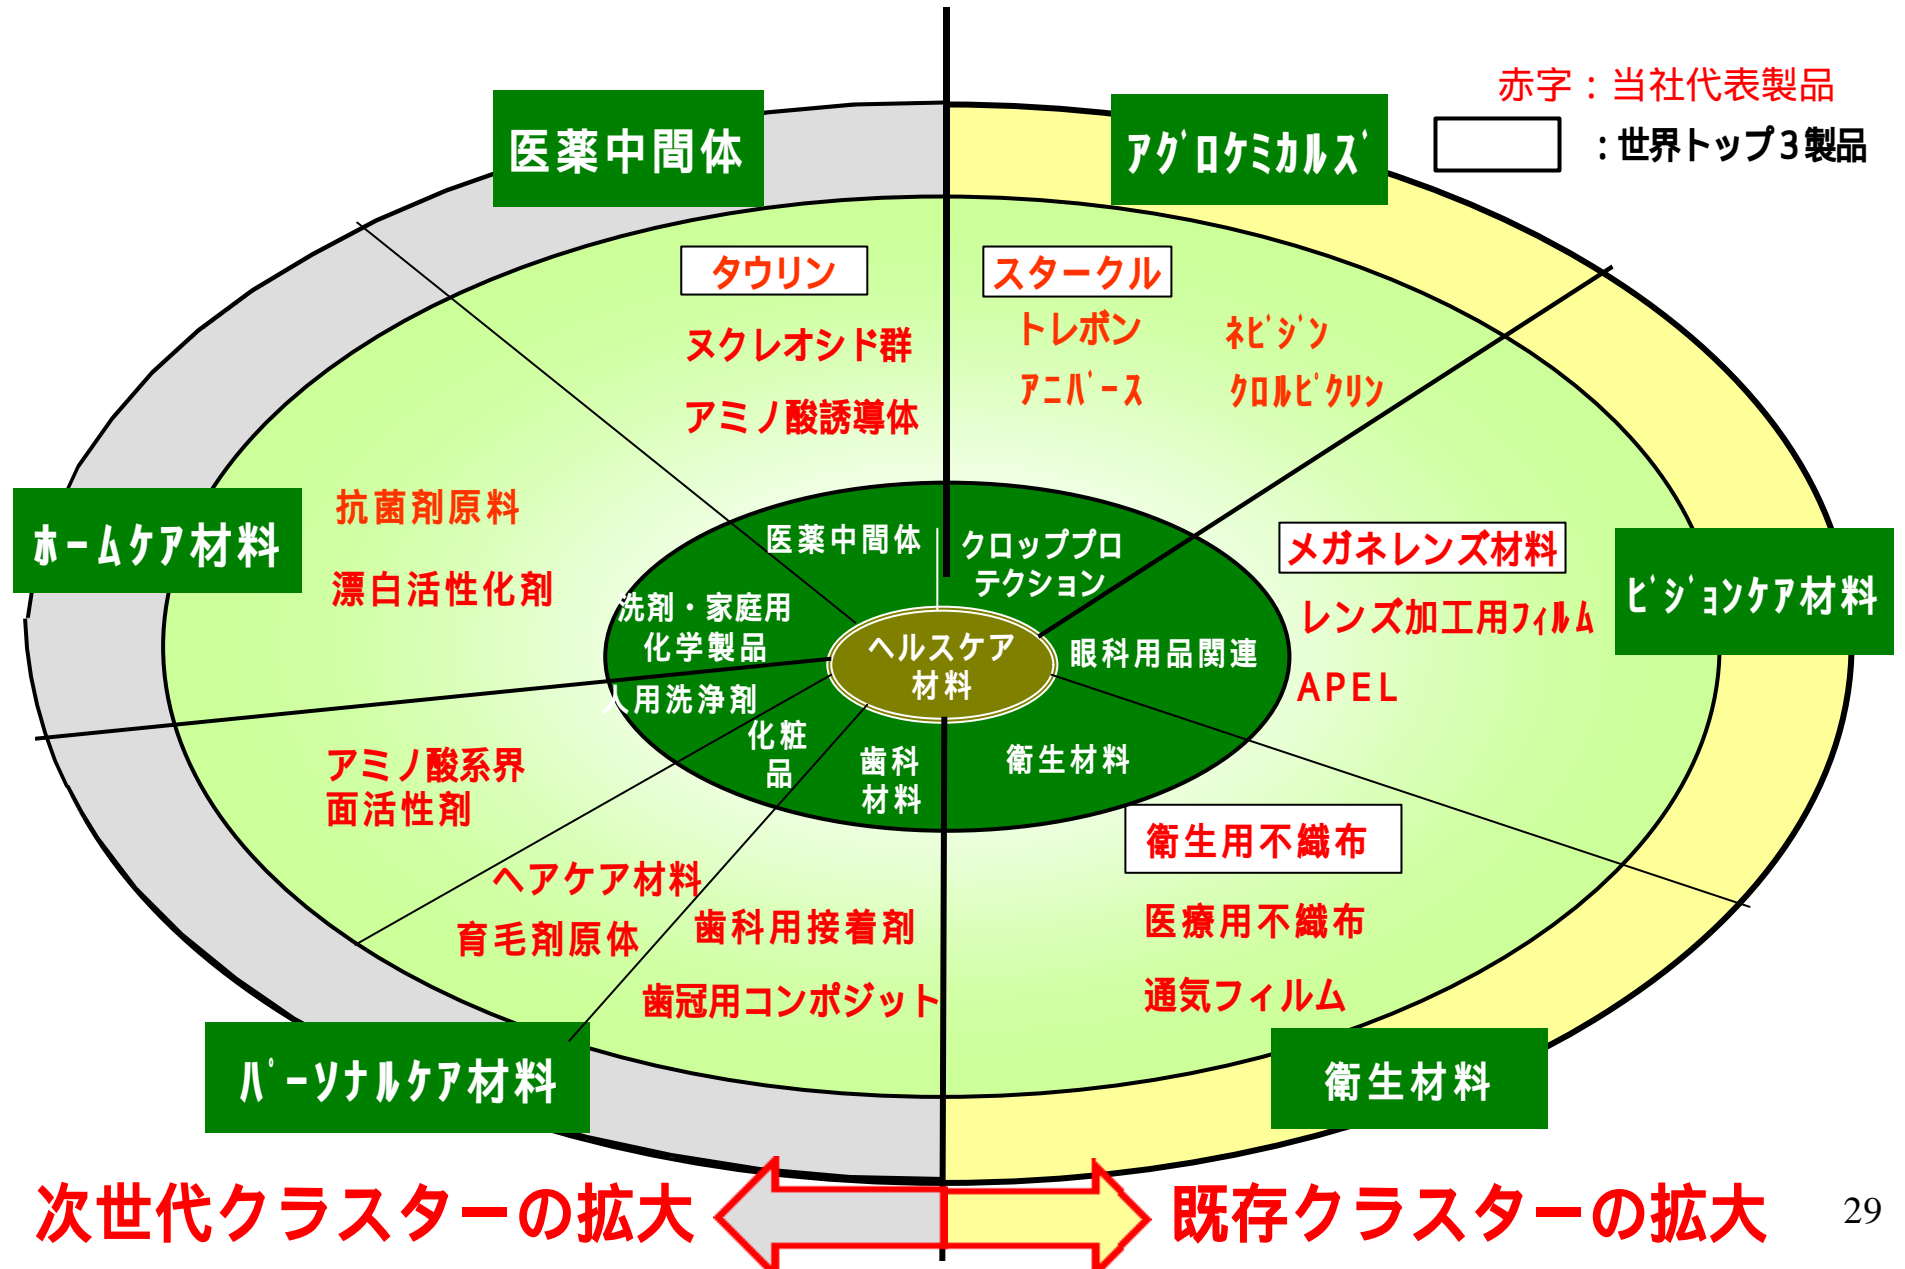 赤字：当社代表製品
：世界トップ３製品
医薬中間体
ｱｸﾞﾛｹﾐｶﾙｽﾞ
タウリン
ヌクレオシド群
アミノ酸誘導体
スタークル
トレボン
ﾈﾋﾞｼﾞﾝ
ｱﾆﾊﾞｰｽ
ｸﾛﾙﾋﾟｸﾘﾝ
ﾎｰﾑｹｱ材料
抗菌剤原料
漂白活性化剤
医薬中間体
クロッププロ
テクション
洗剤・家庭用
化学製品
ヘルスケア
材料
眼科用品関連
人用洗浄剤
化粧
品
歯科
材料
衛生材料
メガネレンズ材料
レンズ加工用ﾌｨﾙﾑ
APEL
ﾋﾞｼﾞｮﾝｹｱ材料
アミノ酸系界
面活性剤
ヘアケア材料
育毛剤原体
歯科用接着剤
歯冠用コンポジット
衛生用不織布
医療用不織布
通気フィルム
ﾊﾟｰｿﾅﾙｹｱ材料
衛生材料
次世代クラスターの拡大
既存クラスターの拡大
29